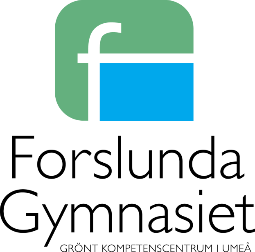 f
Forslunda
Gymnasiet
GRÖNT KOMPETENSCENTRUM I UMEÅ